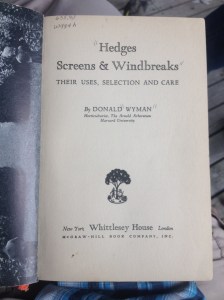 "Hedges
Screens & Windbreaks"
THEIR USES, SELECTION AND CARE
By DONALD WYMAN
Horticulturist, The Arnold Arboretum
Harvard University
New York Whittlesey House London
McGRAW-HILL BOOK COMPANY, INC.